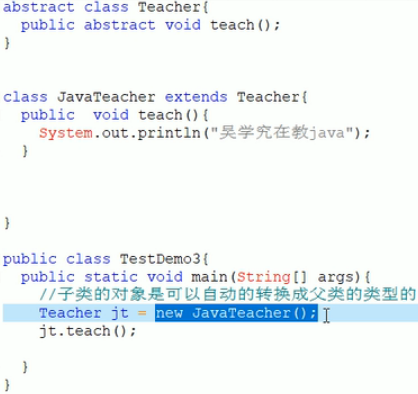 abstract class Teacher{
public abstract void teach();
}
class JavaTeacher extends Teacher{
public void teach(){
System.out.println("吴学究在教java");
}
}
public class TestDemo3{
public static void main(String[] args){
//子类的对象是可以自动的转换成父类的类型的
Teacher jt = new JavaTeacher();
jt.teach();
}
}